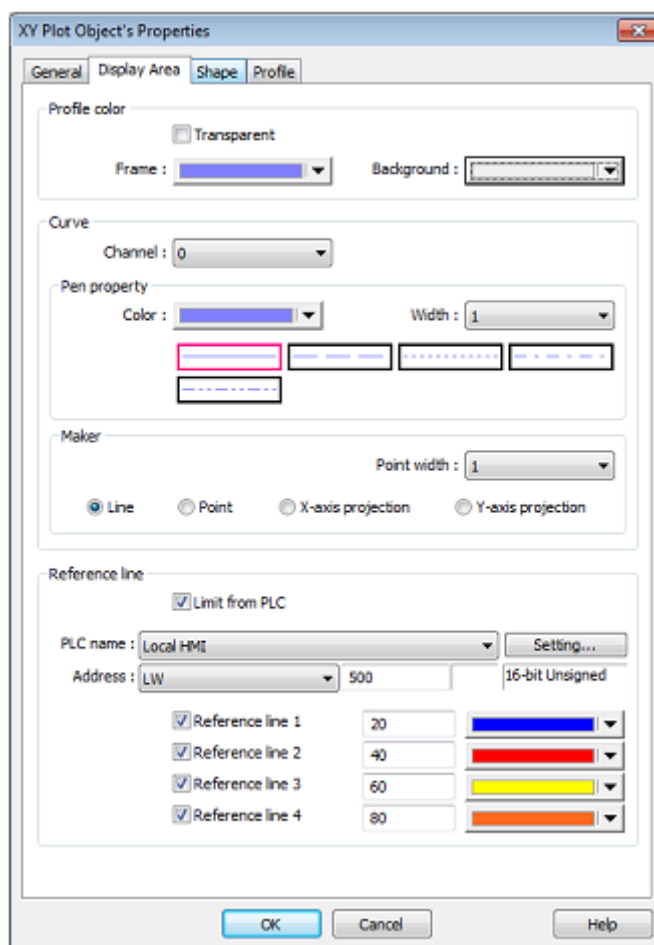 XY Plot Object's Properties
General Display Area Shape Profile
Profile color
Transparent
Frame : Background :
Curve
Channel : 0
Pen property
Color : Width : 1
Maker
Point width : 1
Line Point X-axis projection Y-axis projection
Reference line
Limit from PLC
PLC name : Local HMI Setting...
Address : LW 500 16-bit Unsigned
Reference line 1 20
Reference line 2 40
Reference line 3 60
Reference line 4 80
OK Cancel Help